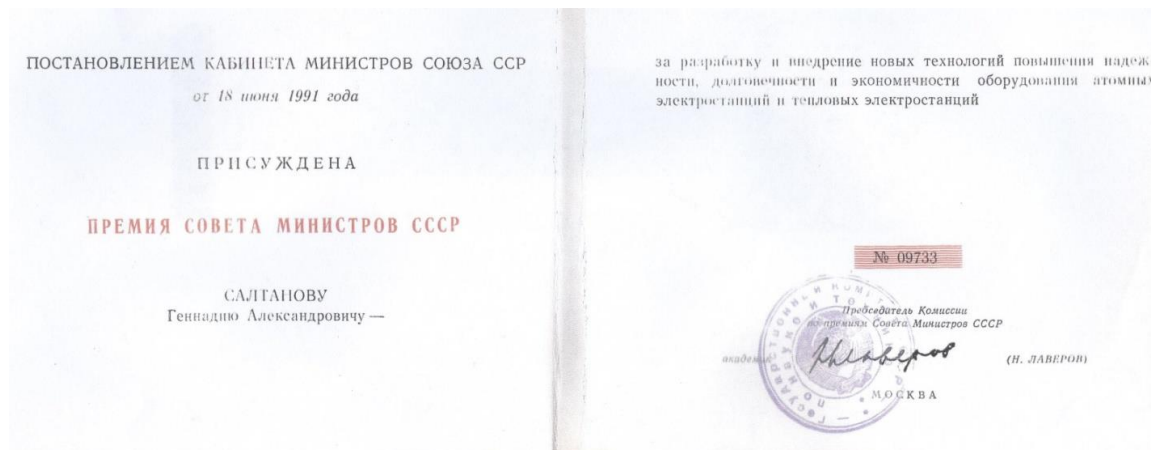 ПОСТАНОВЛЕНИЕМ КАБИНЕТА МИНИСТРОВ СОЮЗА ССР
от 18 июня 1991 года
ПРИСУЖДЕНА
ПРЕМИЯ СОВЕТА МИНИСТРОВ СССР
САЛТАНОВУ
Геннадию Александровичу —
за разработку и внедрение новых технологий повышения надеж
ности, долговечности и экономичности оборудования атомных
электростанций и тепловых электростанций
№ 09733
Председатель Комиссии
по премиям Совета Министров СССР
академик
(Н. ЛАВЕРОВ)
МОСКВА